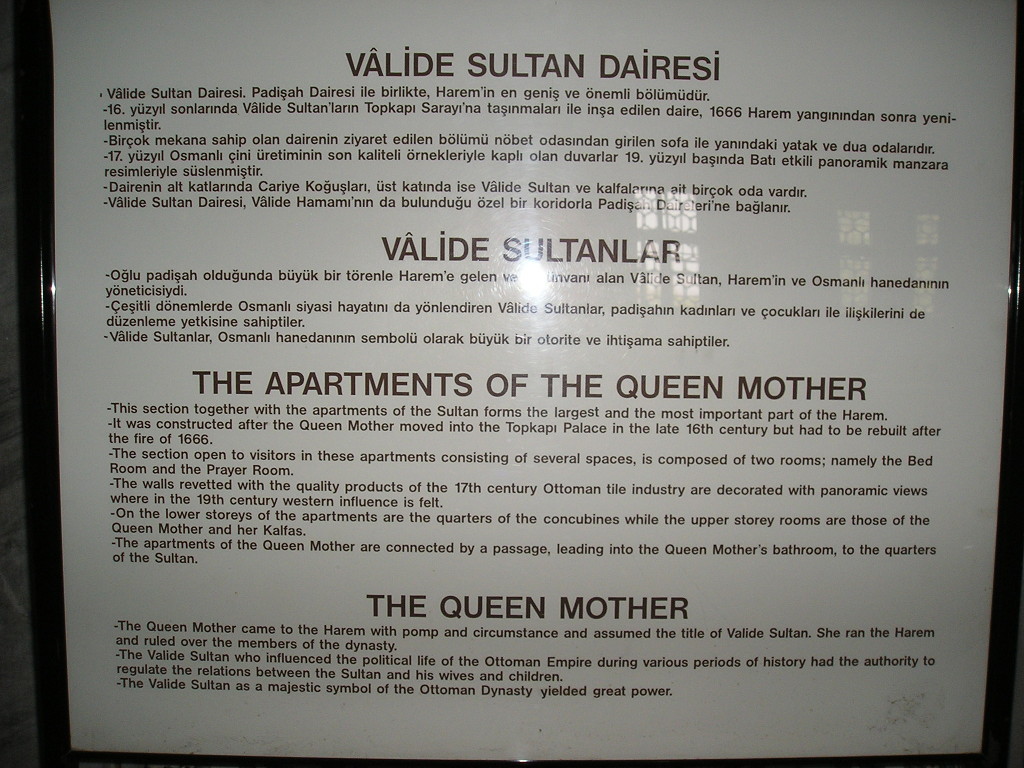 VÂLİDE SULTAN DAİRESİ
Vâlide Sultan Dairesi. Padişah Dairesi ile birlikte, Harem'in en geniş ve önemli bölümüdür.
-16. yüzyıl sonlarında Vâlide Sultan'ların Topkapı Sarayı'na taşınmaları ile inşa edilen daire, 1666 Harem yangınından sonra yeni-
lenmiştir.
-Birçok mekana sahip olan dairenin ziyaret edilen bölümü nöbet odasından girilen sofa ile yanındaki yatak ve dua odalarıdır.
-17. yüzyıl Osmanlı çini üretiminin son kaliteli örnekleriyle kaplı olan duvarlar 19. yüzyıl başında Batı etkili panoramik manzara
resimleriyle süslenmiştir.
-Dairenin alt katlarında Cariye Koğuşları, üst katında ise Vâlide Sultan ve kalfalarına ait birçok oda vardır.
-Vâlide Sultan Dairesi, Vâlide Hamamı'nın da bulunduğu özel bir koridorla Padişah Daireleri'ne bağlanır.
VÂLİDE SULTANLAR
-Oğlu padişah olduğunda büyük bir törenle Harem'e gelen ve ünvanı alan Vâlide Sultan, Harem'in ve Osmanlı hanedanının
yöneticisiydi.
-Çeşitli dönemlerde Osmanlı siyasi hayatını da yönlendiren Vâlide Sultanlar, padişahın kadınları ve çocukları ile ilişkilerini de
düzenleme yetkisine sahiptiler.
-Vâlide Sultanlar, Osmanlı hanedanının sembolü olarak büyük bir otorite ve ihtişama sahiptiler.
THE APARTMENTS OF THE QUEEN MOTHER
-This section together with the apartments of the Sultan forms the largest and the most important part of the Harem.
-It was constructed after the Queen Mother moved into the Topkapı Palace in the late 16th century but had to be rebuilt after
the fire of 1666.
-The section open to visitors in these apartments consisting of several spaces, is composed of two rooms; namely the Bed
Room and the Prayer Room.
-The walls revetted with the quality products of the 17th century Ottoman tile industry are decorated with panoramic views
where in the 19th century western influence is felt.
-On the lower storeys of the apartments are the quarters of the concubines while the upper storey rooms are those of the
Queen Mother and her Kalfas.
-The apartments of the Queen Mother are connected by a passage, leading into the Queen Mother's bathroom, to the quarters
of the Sultan.
THE QUEEN MOTHER
-The Queen Mother came to the Harem with pomp and circumstance and assumed the title of Valide Sultan. She ran the Harem
and ruled over the members of the dynasty.
-The Valide Sultan who influenced the political life of the Ottoman Empire during various periods of history had the authority to
regulate the relations between the Sultan and his wives and children.
-The Valide Sultan as a majestic symbol of the Ottoman Dynasty yielded great power.